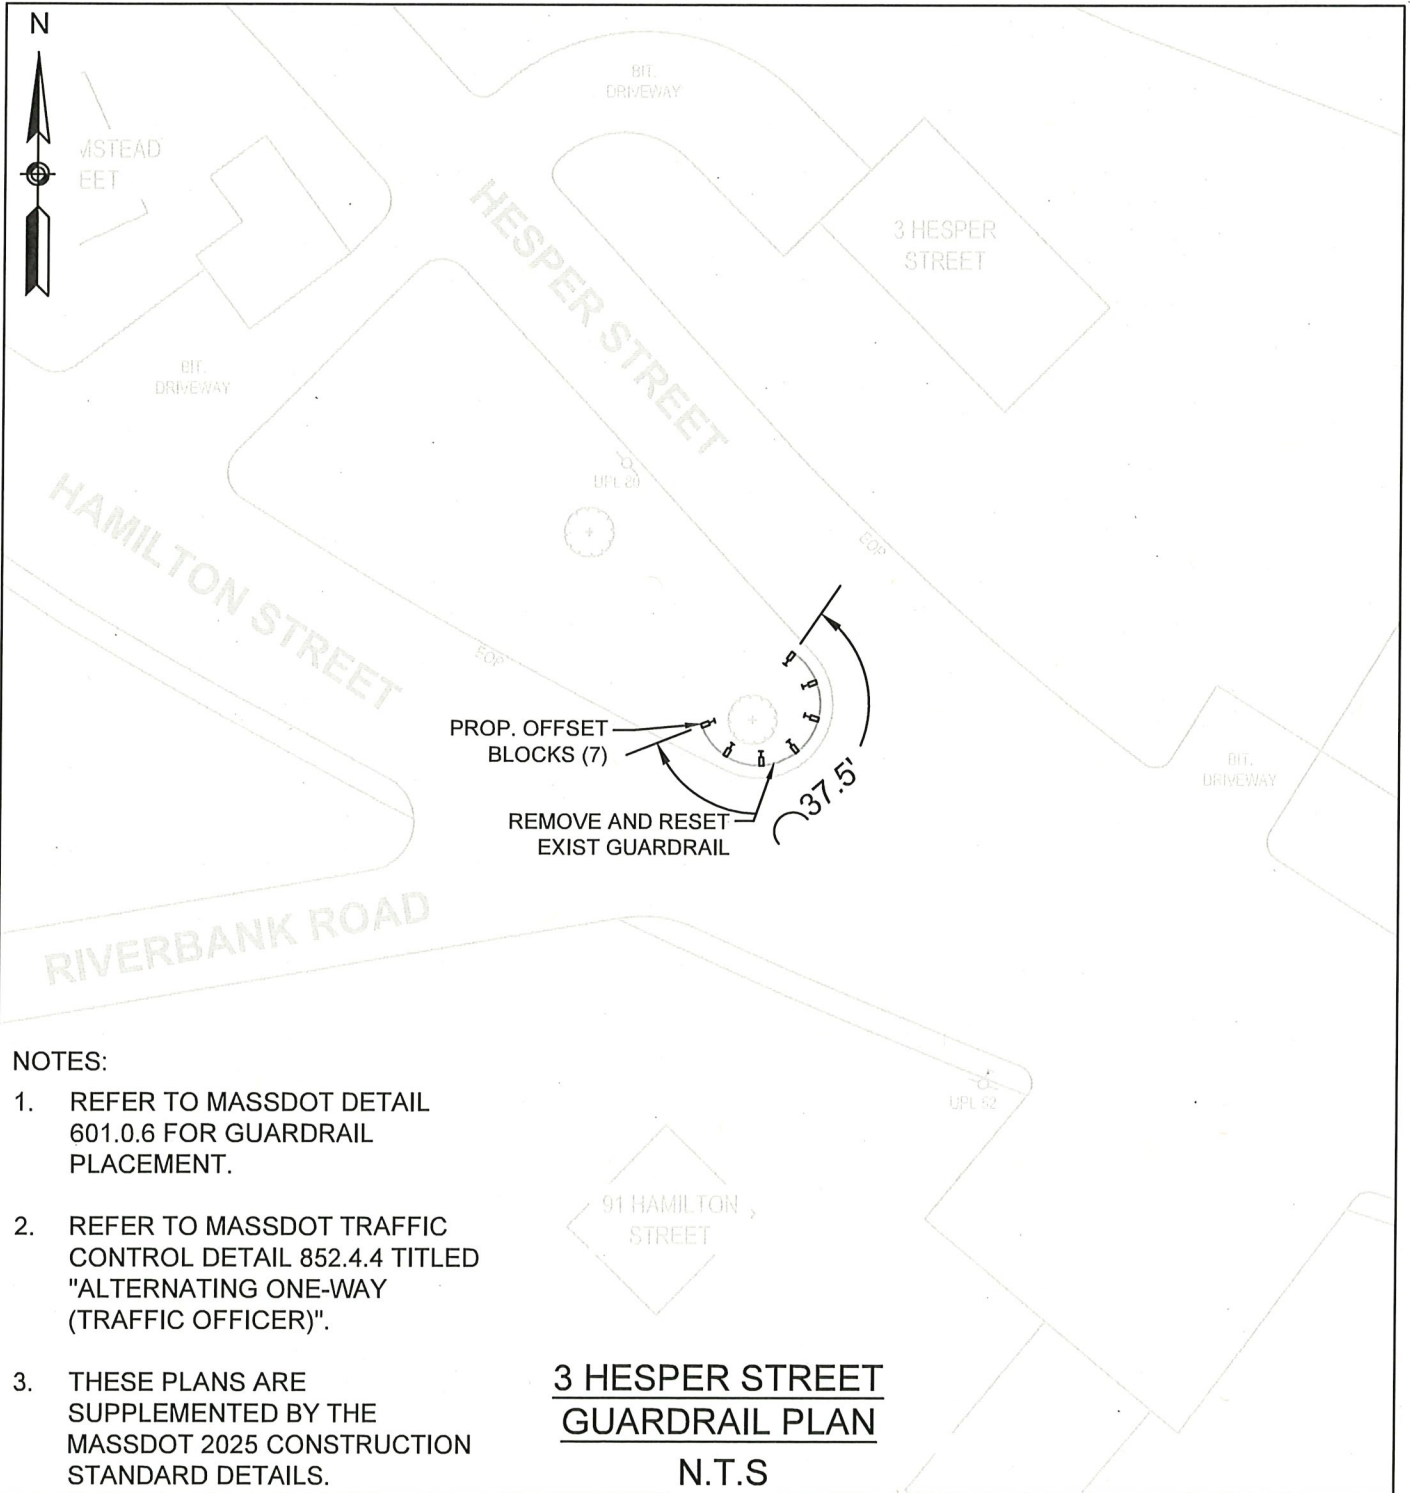 N
BIT.
DRIVEWAY
MSTEAD
EET
HESPER STREET
3 HESPER
STREET
BIT.
DRIVEWAY
UPL 20
HAMILTON STREET
EOP
EOP
PROP. OFFSET
BLOCKS (7)
37.5'
BIT.
DRIVEWAY
REMOVE AND RESET
EXIST GUARDRAIL
RIVERBANK ROAD
UPL 52
91 HAMILTON
STREET
NOTES:
1. REFER TO MASSDOT DETAIL
601.0.6 FOR GUARDRAIL
PLACEMENT.
2. REFER TO MASSDOT TRAFFIC
CONTROL DETAIL 852.4.4 TITLED
"ALTERNATING ONE-WAY
(TRAFFIC OFFICER)".
3. THESE PLANS ARE
SUPPLEMENTED BY THE
MASSDOT 2025 CONSTRUCTION
STANDARD DETAILS.
3 HESPER STREET
GUARDRAIL PLAN
N.T.S